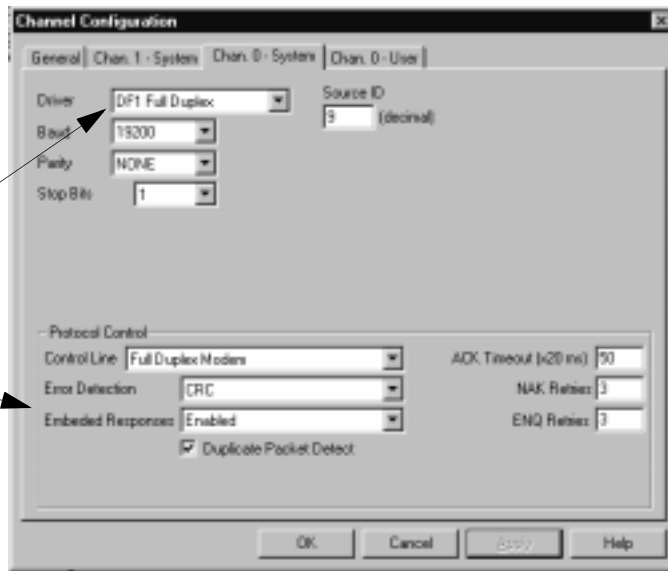 Channel Configuration
General Chan. 1 - System Chan. 0 - System Chan. 0 - User
Driver DF1 Full Duplex Source ID
9 (decimal)
Baud 19200
Parity NONE
Stop Bits 1
Protocol Control
Control Line Full Duplex Modem ACK Timeout (x20 ms) 50
Error Detection CRC NAK Retries 3
Embeded Responses Enabled ENQ Retries 3
Duplicate Packet Detect
OK Cancel Apply Help